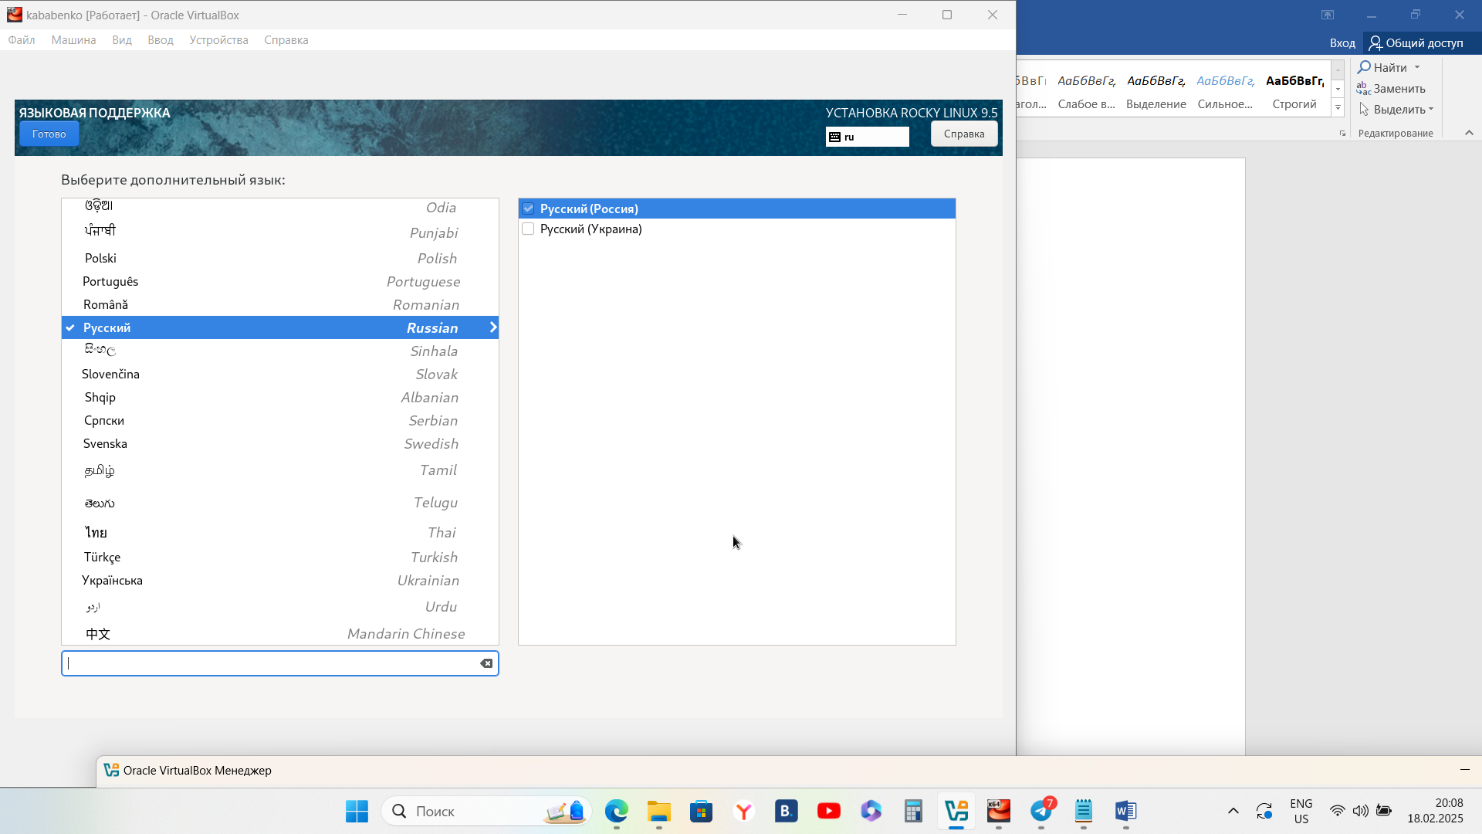 kababenko [Работает] - Oracle VirtualBox
Файл Машина Вид Ввод Устройства Справка
Вход Общий доступ
ЯЗЫКОВАЯ ПОДДЕРЖКА
УСТАНОВКА ROCKY LINUX 9.5
Готово
ru
Справка
АаБбВвГг, АаБбВвГг, АаБбВвГг, АаБбВвГг,
Слабое в... Выделение Сильное... Строгий
Найти
Заменить
Выделить
Редактирование
Выберите дополнительный язык:
ଓଡ଼ିଆ Odia
ਪੰਜਾਬੀ Punjabi
Polski Polish
Português Portuguese
Română Romanian
Русский Russian
සිංහල Sinhala
Slovenčina Slovak
Shqip Albanian
Српски Serbian
Svenska Swedish
தமிழ் Tamil
తెలుగు Telugu
ไทย Thai
Türkçe Turkish
Українська Ukrainian
اردو Urdu
中文 Mandarin Chinese
Русский (Россия)
Русский (Украина)
Oracle VirtualBox Менеджер
Поиск
B.
X64
7
ENG
US
20:08
18.02.2025